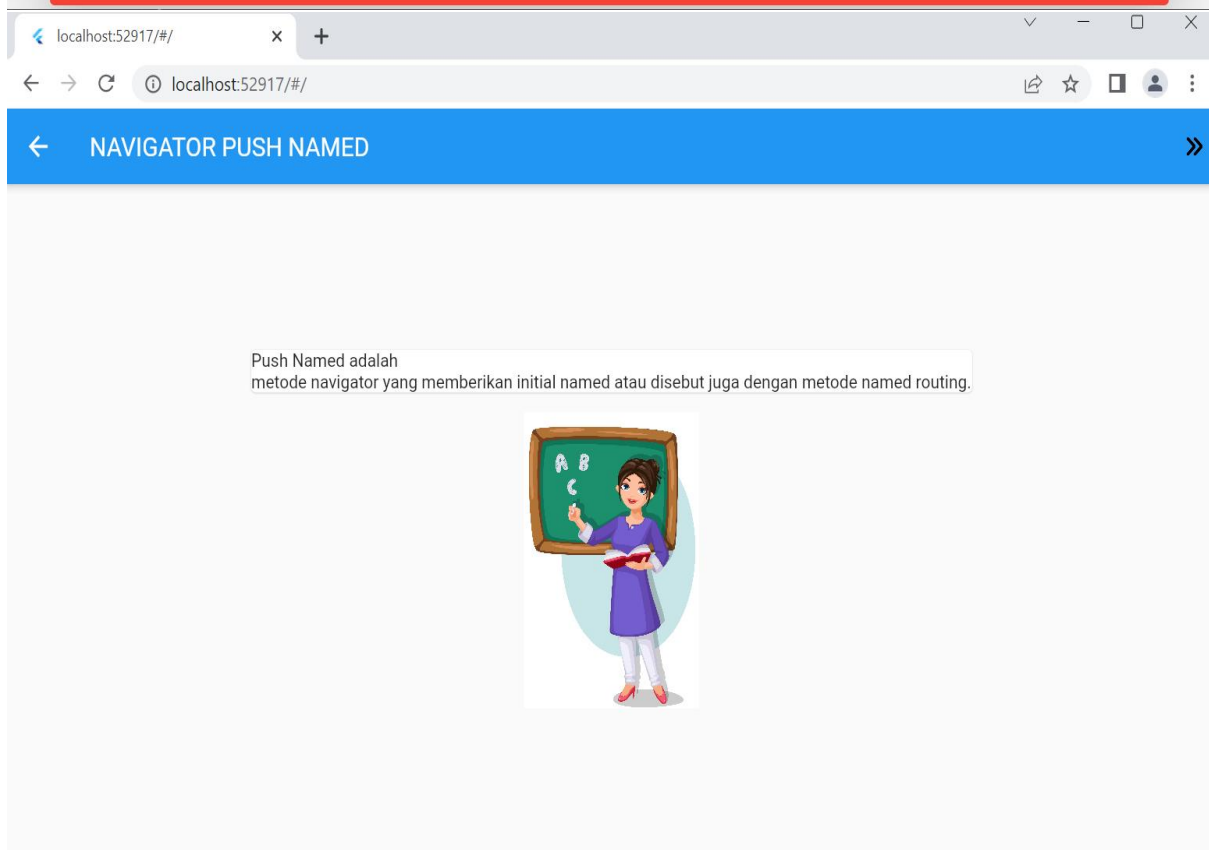 localhost:52917/#/
localhost:52917/#/
NAVIGATOR PUSH NAMED
Push Named adalah
metode navigator yang memberikan initial named atau disebut juga dengan metode named routing.
A B
C